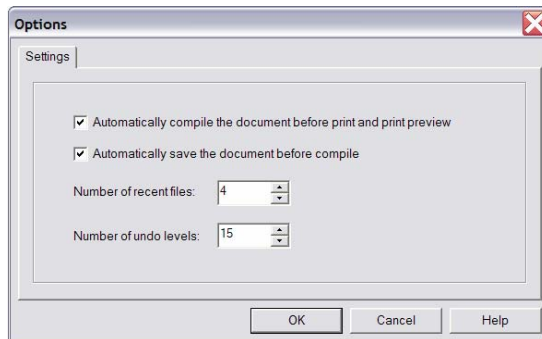 Options
Settings
Automatically compile the document before print and print preview
Automatically save the document before compile
Number of recent files: 4
Number of undo levels: 15
OK Cancel Help